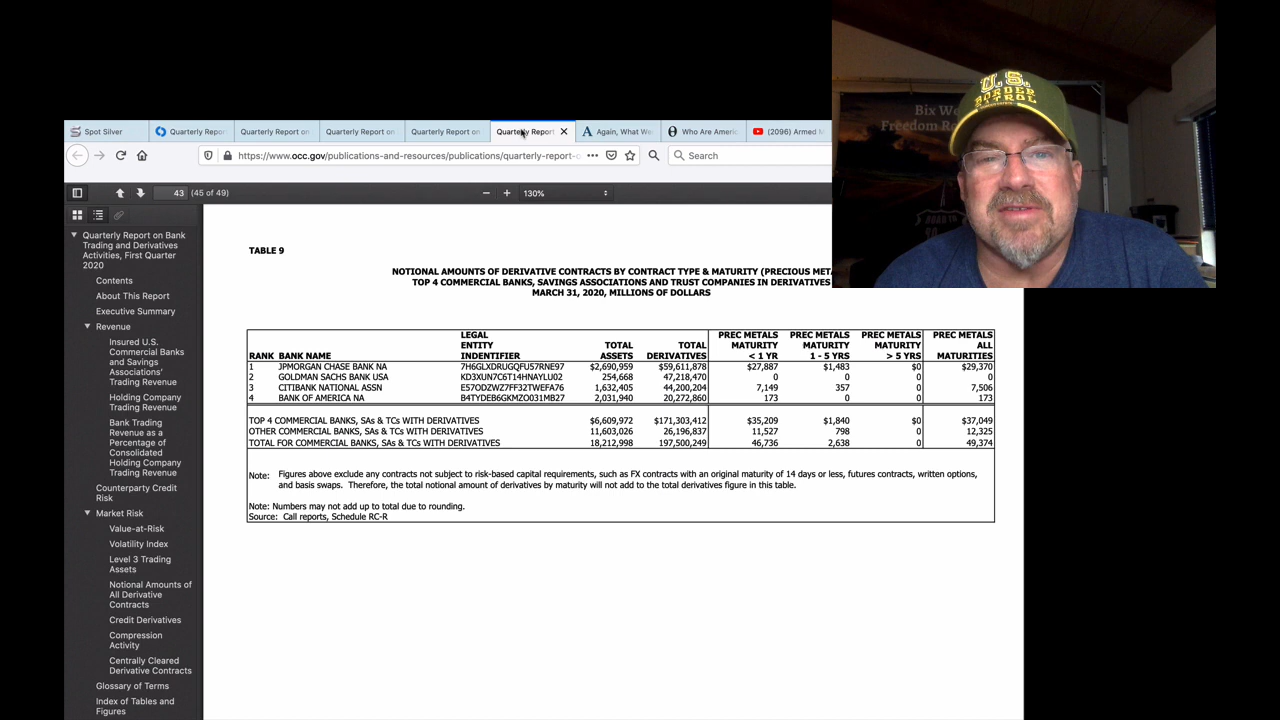 Spot Silver
Quarterly Repor
Quarterly Report on
Quarterly Report on
Quarterly Report on
Quarterly Report
Again, What We
Who Are Americ
(2096) Armed M
https://www.occ.gov/publications-and-resources/publications/quarterly-report-o
Search
43 (45 of 49)
130%
U.S.
BORDER
PATROL
Bix We
Freedom R
Quarterly Report on Bank
Trading and Derivatives
Activities, First Quarter
2020
Contents
About This Report
Executive Summary
Revenue
Insured U.S.
Commercial Banks
and Savings
Associations'
Trading Revenue
Holding Company
Trading Revenue
Bank Trading
Revenue as a
Percentage of
Consolidated
Holding Company
Trading Revenue
Counterparty Credit
Risk
Market Risk
Value-at-Risk
Volatility Index
Level 3 Trading
Assets
Notional Amounts of
All Derivative
Contracts
Credit Derivatives
Compression
Activity
Centrally Cleared
Derivative Contracts
Glossary of Terms
Index of Tables and
Figures
TABLE 9
NOTIONAL AMOUNTS OF DERIVATIVE CONTRACTS BY CONTRACT TYPE & MATURITY (PRECIOUS META
TOP 4 COMMERCIAL BANKS, SAVINGS ASSOCIATIONS AND TRUST COMPANIES IN DERIVATIVES
MARCH 31, 2020, MILLIONS OF DOLLARS
LEGAL PREC METALS PREC METALS PREC METALS PREC METALS
ENTITY TOTAL TOTAL MATURITY MATURITY MATURITY ALL
RANK BANK NAME INDENTIFIER ASSETS DERIVATIVES < 1 YR 1 - 5 YRS > 5 YRS MATURITIES
1 JPMORGAN CHASE BANK NA 7H6GLXDRUGQFU57RNE97 $2,690,959 $59,611,878 $27,887 $1,483 $0 $29,370
2 GOLDMAN SACHS BANK USA KD3XUN7C6T14HNAYLU02 254,668 47,218,470 0 0 0 0
3 CITIBANK NATIONAL ASSN E57ODZWZ7FF32TWEFA76 1,632,405 44,200,204 7,149 357 0 7,506
4 BANK OF AMERICA NA B4TYDEB6GKMZO031MB27 2,031,940 20,272,860 173 0 0 173
TOP 4 COMMERCIAL BANKS, SAs & TCs WITH DERIVATIVES $6,609,972 $171,303,412 $35,209 $1,840 $0 $37,049
OTHER COMMERCIAL BANKS, SAs & TCs WITH DERIVATIVES 11,603,026 26,196,837 11,527 798 0 12,325
TOTAL FOR COMMERCIAL BANKS, SAs & TCs WITH DERIVATIVES 18,212,998 197,500,249 46,736 2,638 0 49,374
Note: Figures above exclude any contracts not subject to risk-based capital requirements, such as FX contracts with an original maturity of 14 days or less, futures contracts, written options,
and basis swaps. Therefore, the total notional amount of derivatives by maturity will not add to the total derivatives figure in this table.
Note: Numbers may not add up to total due to rounding.
Source: Call reports, Schedule RC-R